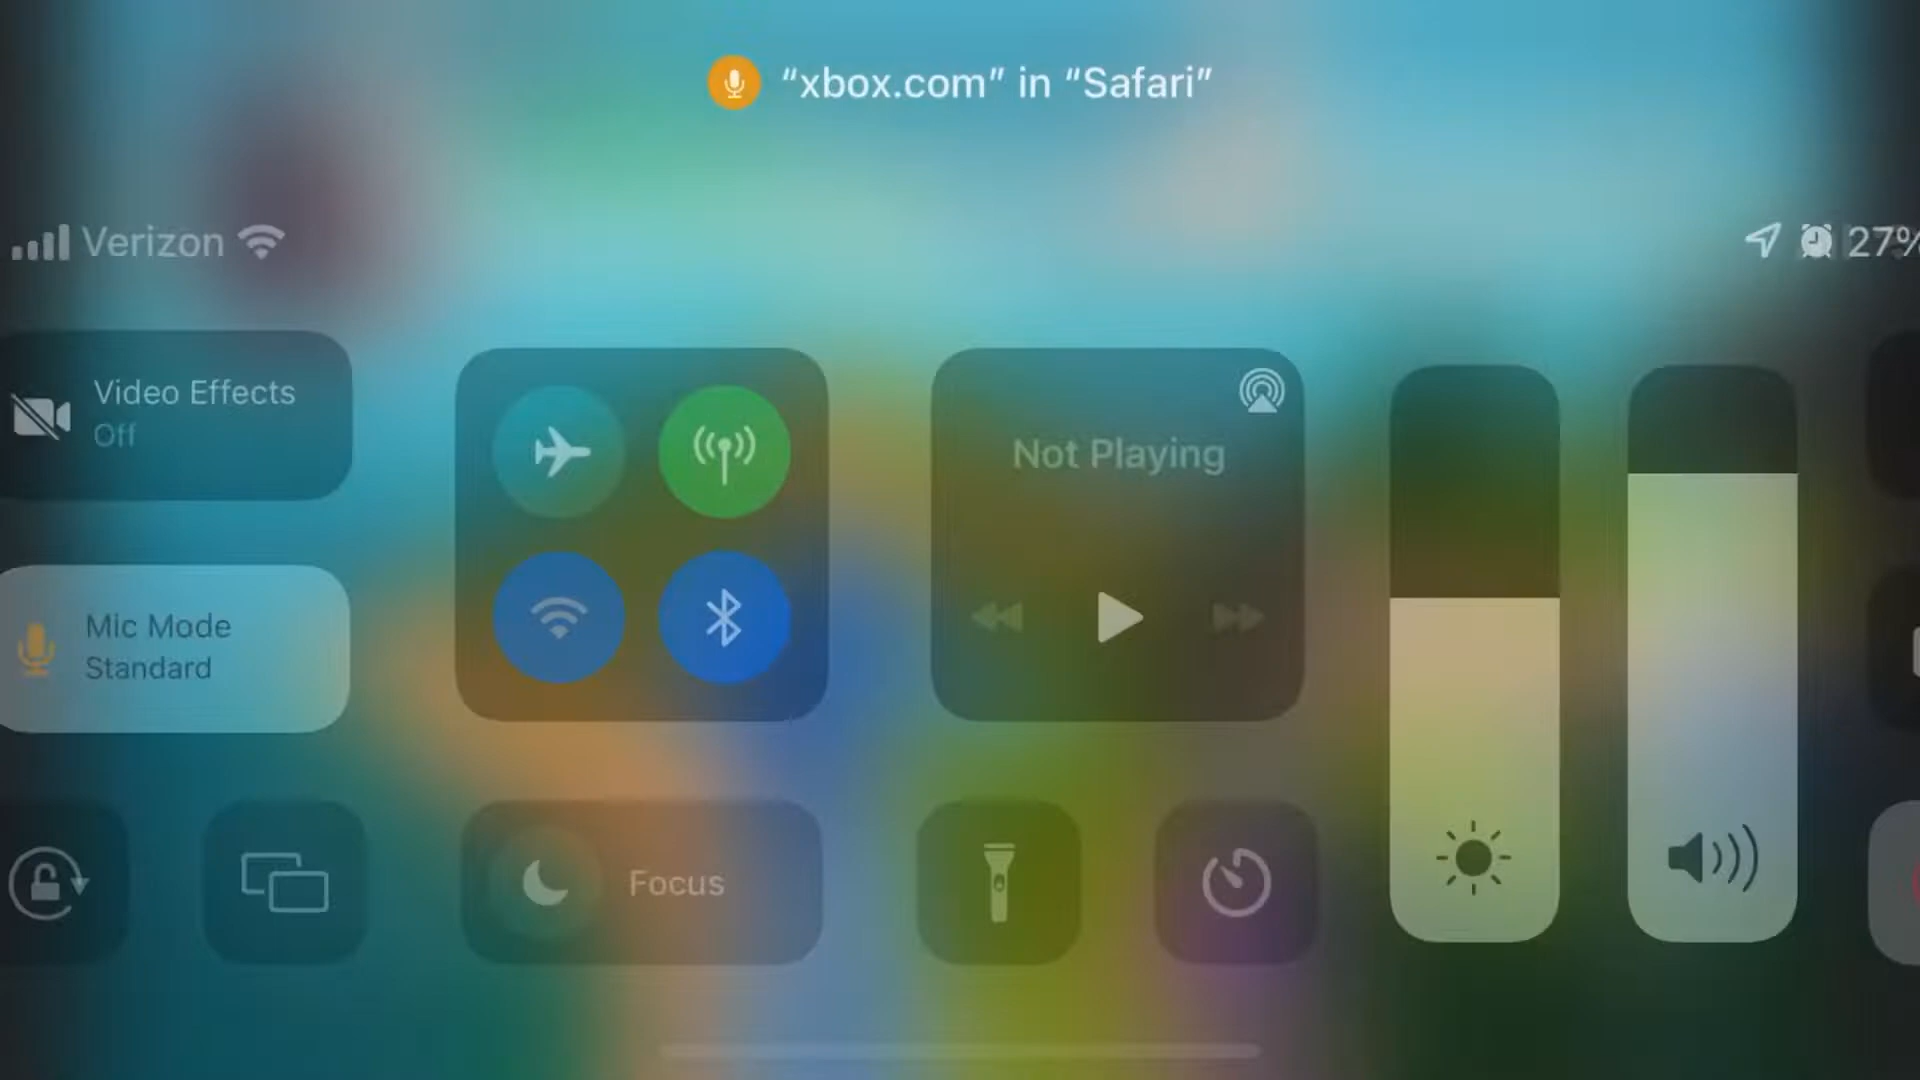 “xbox.com” in “Safari”
Verizon
27%
Video Effects
Off
Not Playing
Mic Mode
Standard
Focus